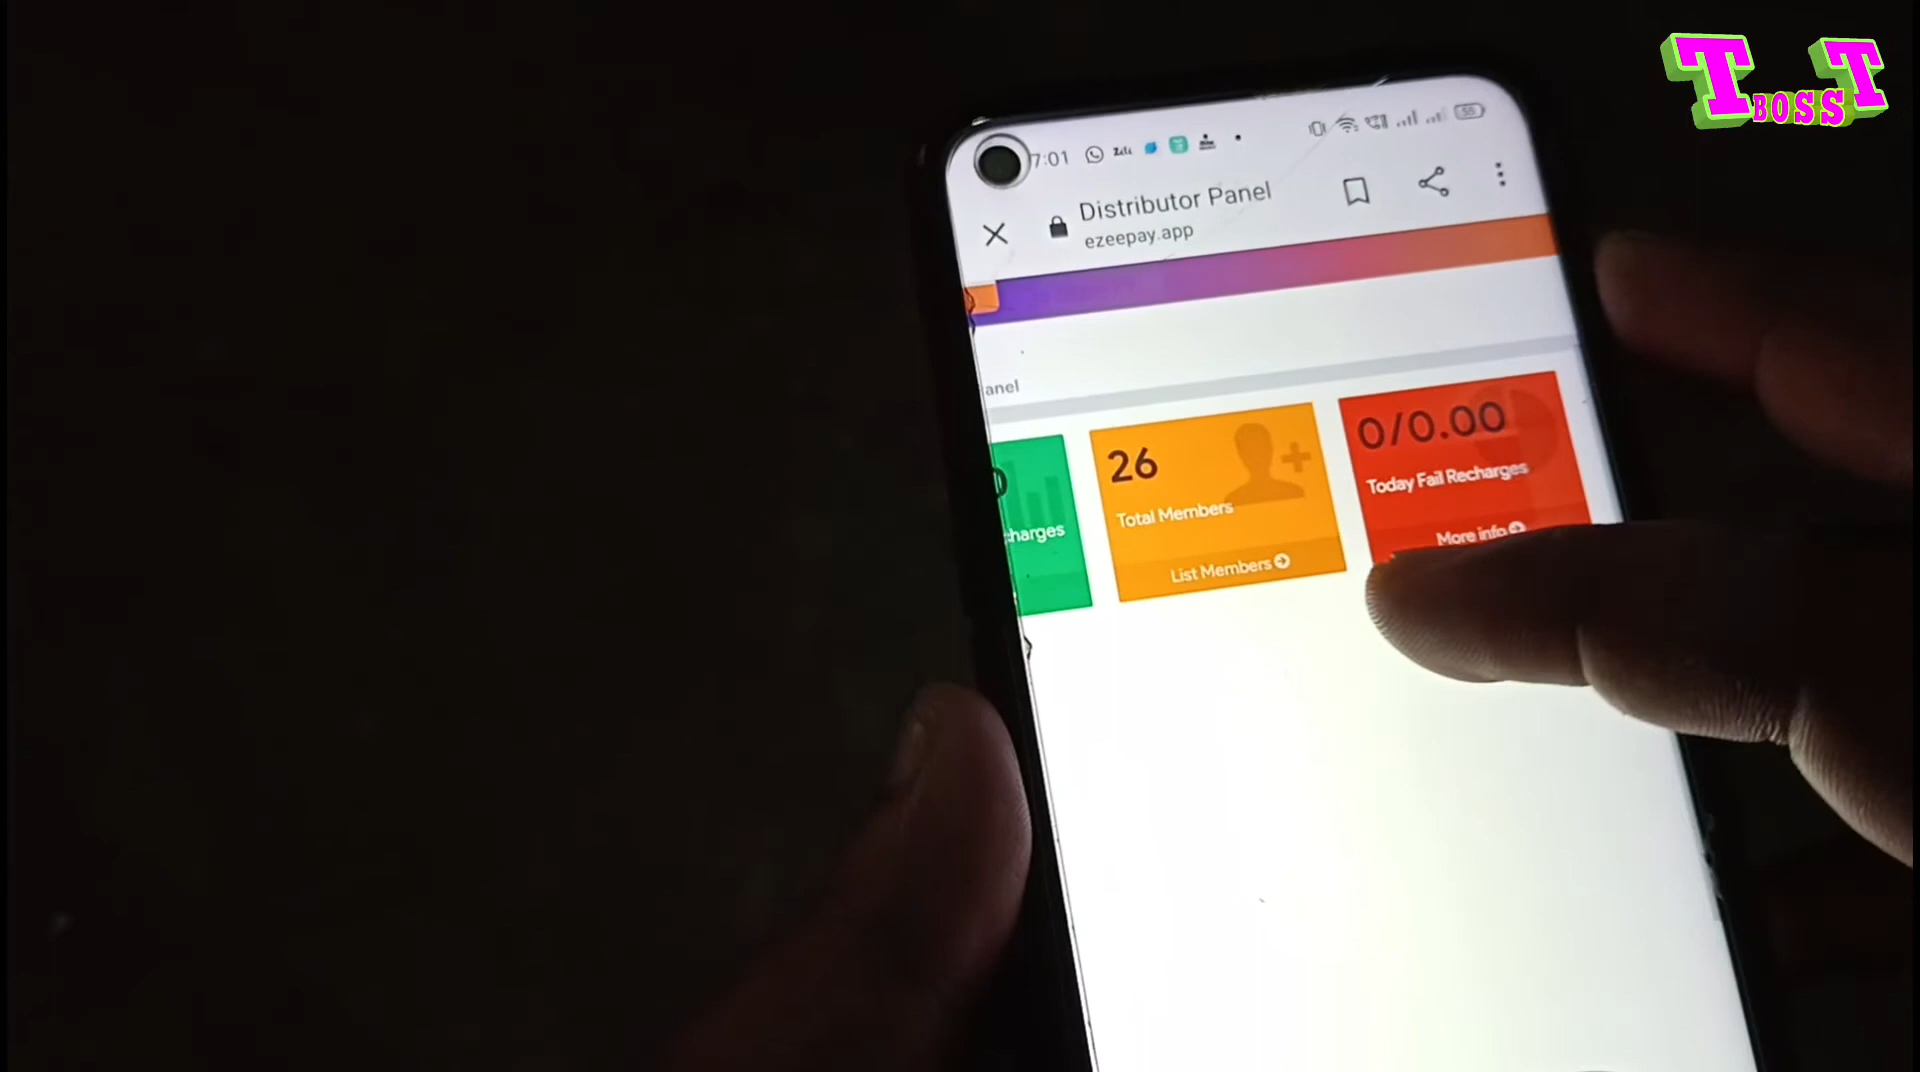 T BOSS T
7:01
55
Distributor Panel
ezeepay.app
anel
charges
26
Total Members
List Members
0/0.00
Today Fail Recharges
More info